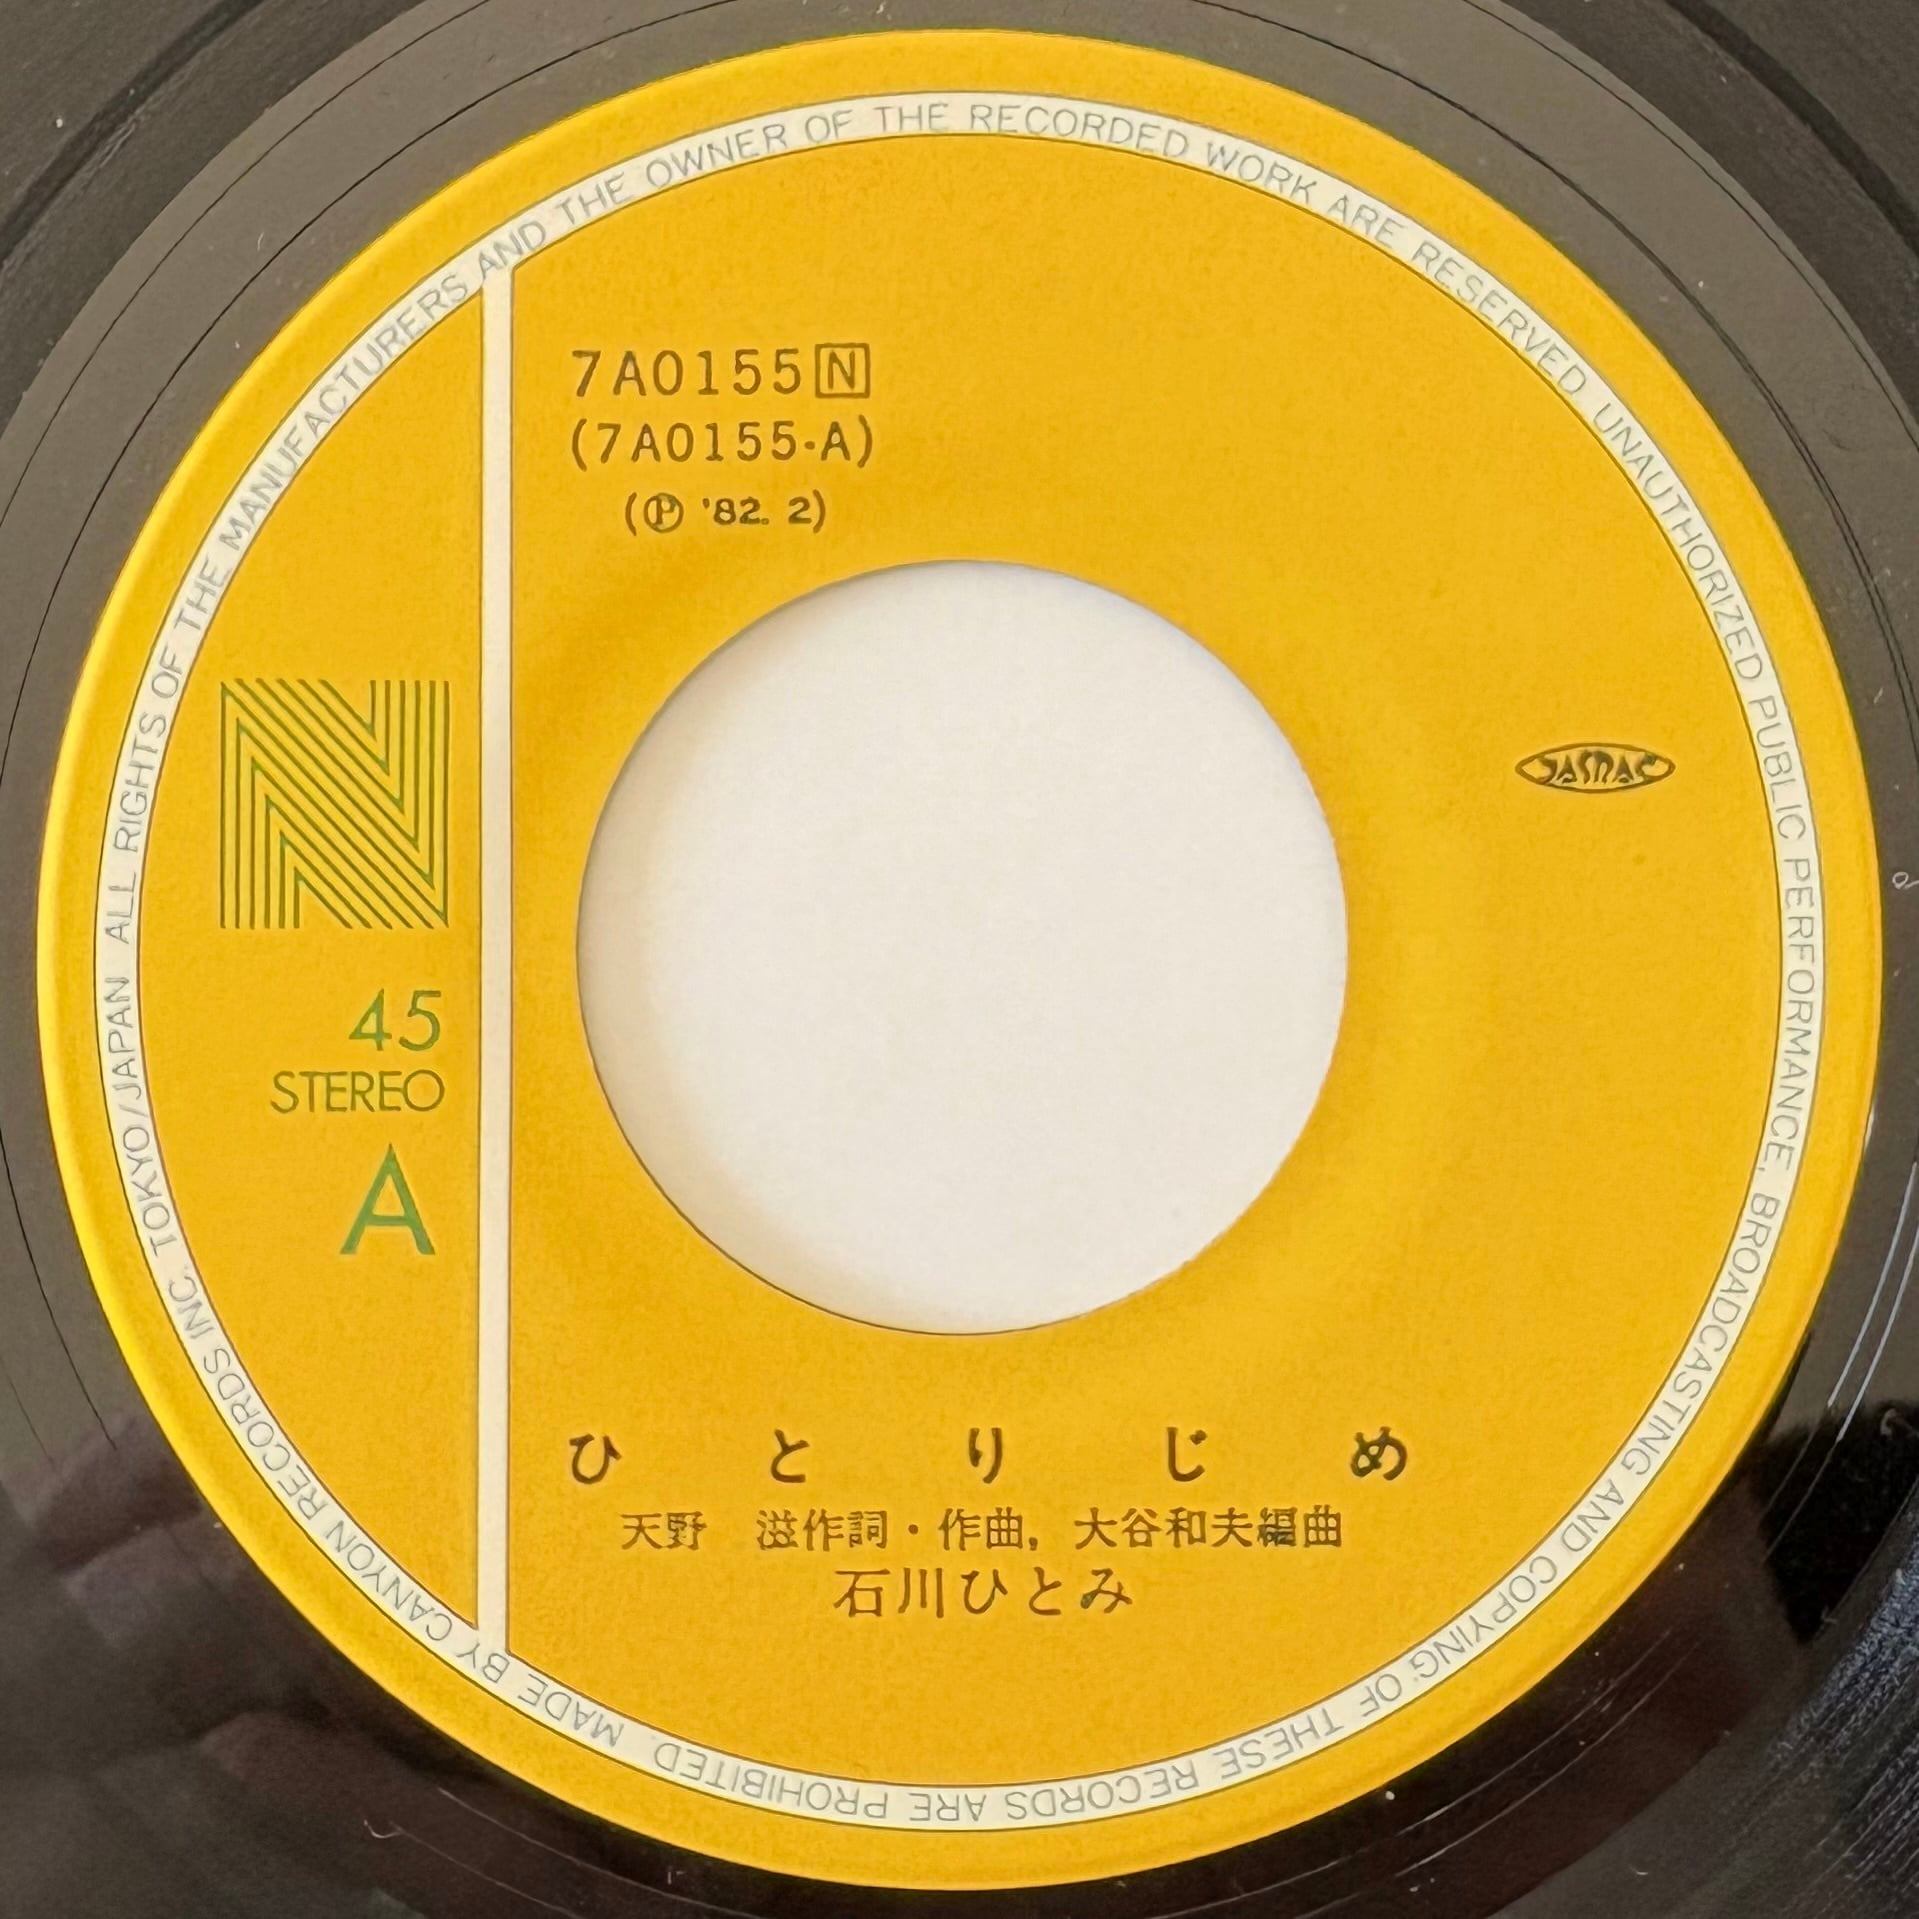 ALL RIGHTS OF THE MANUFACTURERS AND THE OWNER OF THE RECORDED WORK ARE RESERVED. UNAUTHORIZED PUBLIC PERFORMANCE, BROADCASTING AND COPYING OF THESE RECORDS ARE PROHIBITED. MADE BY CANYON RECORDS INC. TOKYO/JAPAN
7A0155 N
(7A0155-A)
(℗ '82. 2)
N
JASRAC
45
STEREO
A
ひとりじめ
天野 滋作詞・作曲, 大谷和夫編曲
石川ひとみ